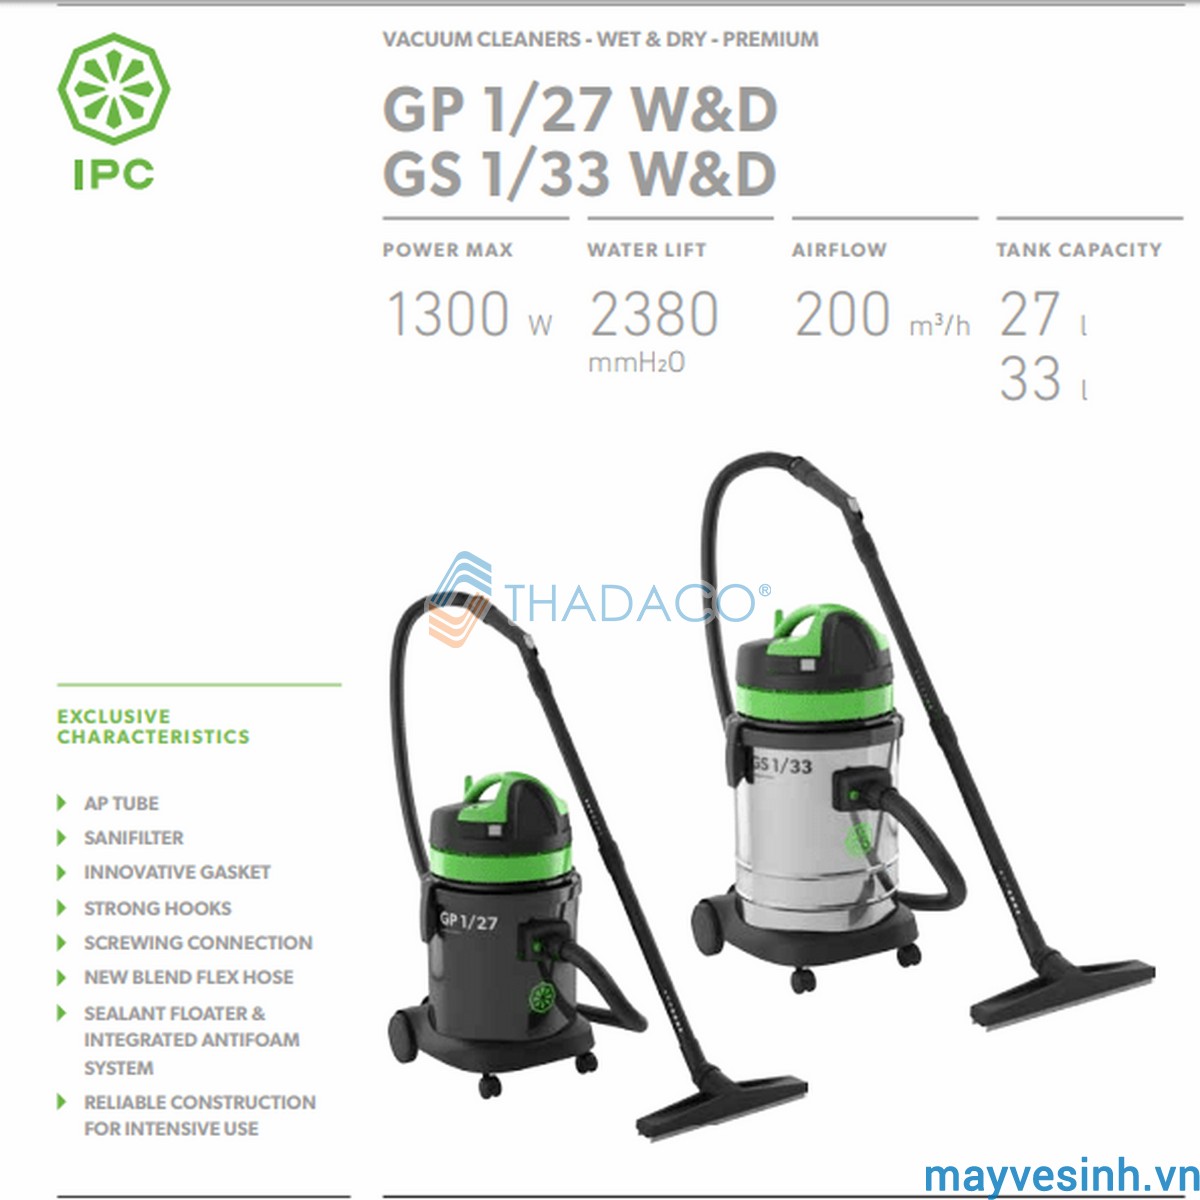 IPC
VACUUM CLEANERS - WET & DRY - PREMIUM
GP 1/27 W&D
GS 1/33 W&D
POWER MAX
1300 W
WATER LIFT
2380
mmH₂O
AIRFLOW
200 m³/h
TANK CAPACITY
27 l
33 l
THADACO®
GS 1/33
GP 1/27
EXCLUSIVE
CHARACTERISTICS
AP TUBE
SANIFILTER
INNOVATIVE GASKET
STRONG HOOKS
SCREWING CONNECTION
NEW BLEND FLEX HOSE
SEALANT FLOATER &
INTEGRATED ANTIFOAM
SYSTEM
RELIABLE CONSTRUCTION
FOR INTENSIVE USE
mayvesinh.vn